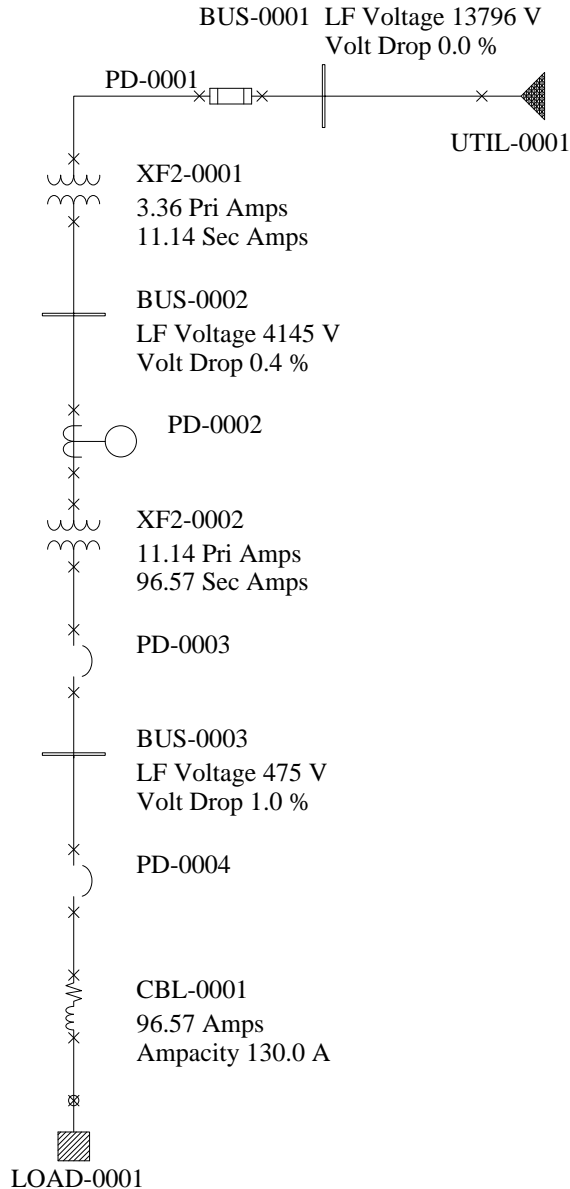 BUS-0001 LF Voltage 13796 V
Volt Drop 0.0 %
PD-0001
UTIL-0001
XF2-0001
3.36 Pri Amps
11.14 Sec Amps
BUS-0002
LF Voltage 4145 V
Volt Drop 0.4 %
PD-0002
XF2-0002
11.14 Pri Amps
96.57 Sec Amps
PD-0003
BUS-0003
LF Voltage 475 V
Volt Drop 1.0 %
PD-0004
CBL-0001
96.57 Amps
Ampacity 130.0 A
LOAD-0001